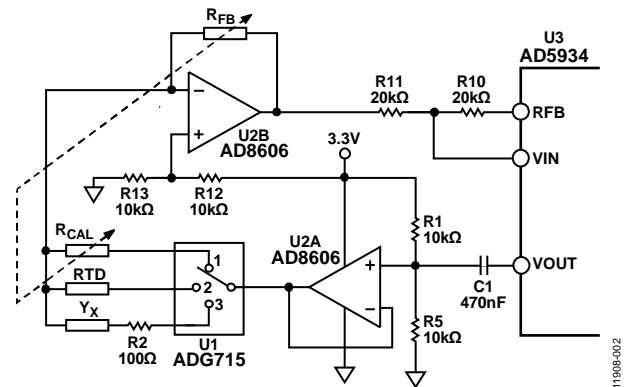 RFB
U3
AD5934
R11
20kΩ
R10
20kΩ
RFB
−
+
U2B
AD8606
VIN
3.3V
R13
10kΩ
R12
10kΩ
R1
10kΩ
RCAL
U2A
AD8606
1
+
VOUT
RTD
2
−
C1
470nF
YX
3
R2
100Ω
R5
10kΩ
U1
ADG715
11908-002